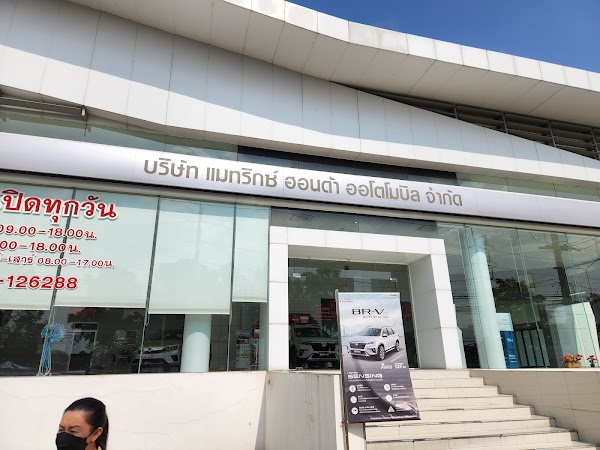 บริษัท แมทริกซ์ ฮอนด้า ออโตโมบิล จำกัด
เปิดทุกวัน
09.00-18.00น.
.00-18.00น.
-เสาร์ 08.00-17.00น.
-126288
BR-V
SENSING